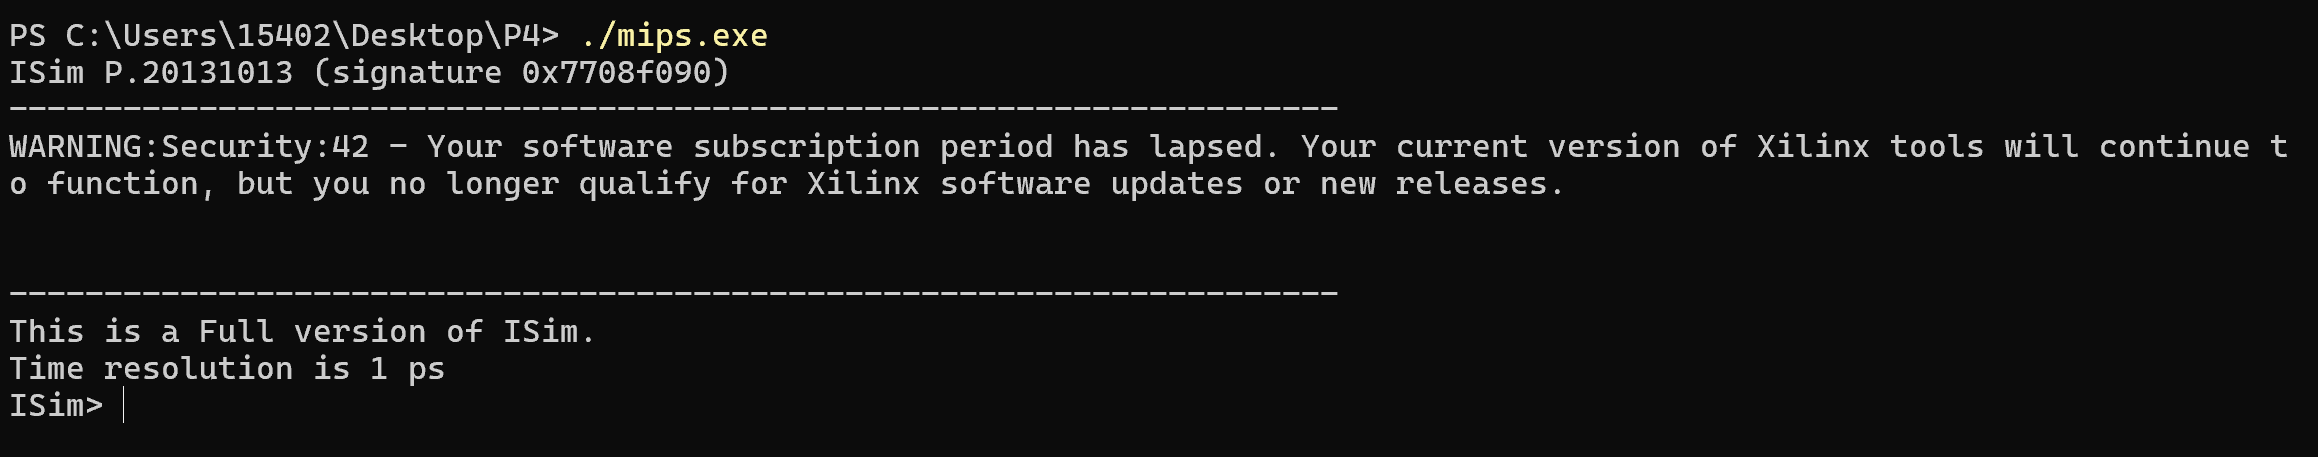 PS C:\Users\15402\Desktop\P4> ./mips.exe
ISim P.20131013 (signature 0x7708f090)
----------------------------------------------------------------------
WARNING:Security:42 - Your software subscription period has lapsed. Your current version of Xilinx tools will continue t
o function, but you no longer qualify for Xilinx software updates or new releases.
----------------------------------------------------------------------
This is a Full version of ISim.
Time resolution is 1 ps
ISim>